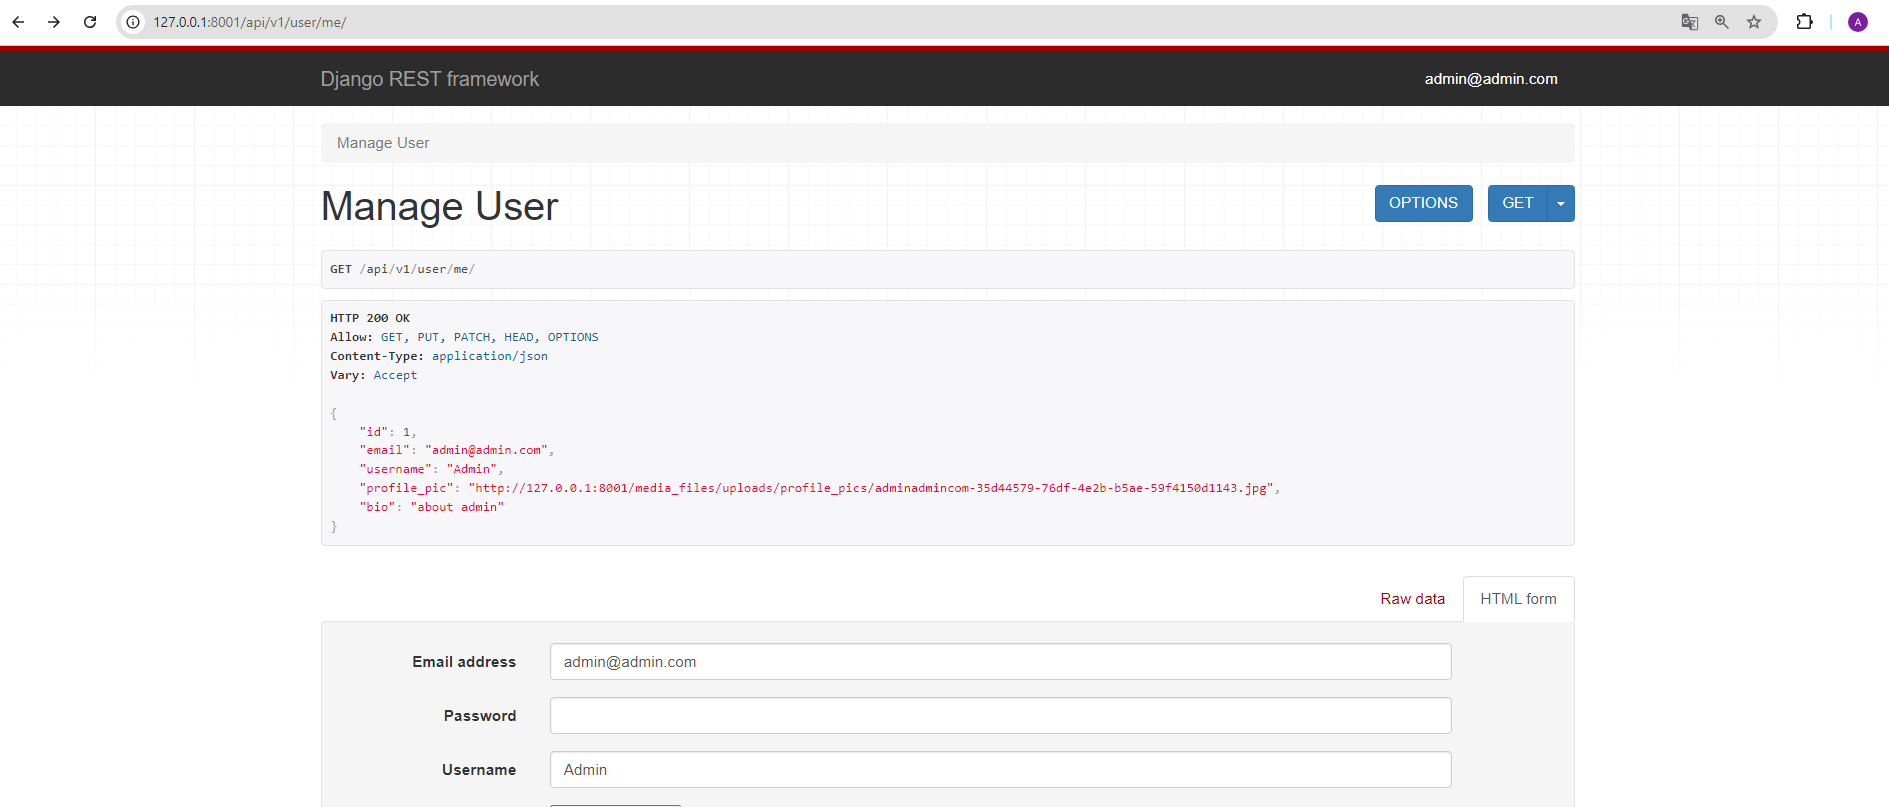 127.0.0.1:8001/api/v1/user/me/
A
Django REST framework
admin@admin.com
Manage User
Manage User
OPTIONS
GET
GET /api/v1/user/me/
HTTP 200 OK
Allow: GET, PUT, PATCH, HEAD, OPTIONS
Content-Type: application/json
Vary: Accept
{
"id": 1,
"email": "admin@admin.com",
"username": "Admin",
"profile_pic": "http://127.0.0.1:8001/media_files/uploads/profile_pics/adminadmincom-35d44579-76df-4e2b-b5ae-59f4150d1143.jpg",
"bio": "about admin"
}
Raw data
HTML form
Email address
admin@admin.com
Password
Username
Admin